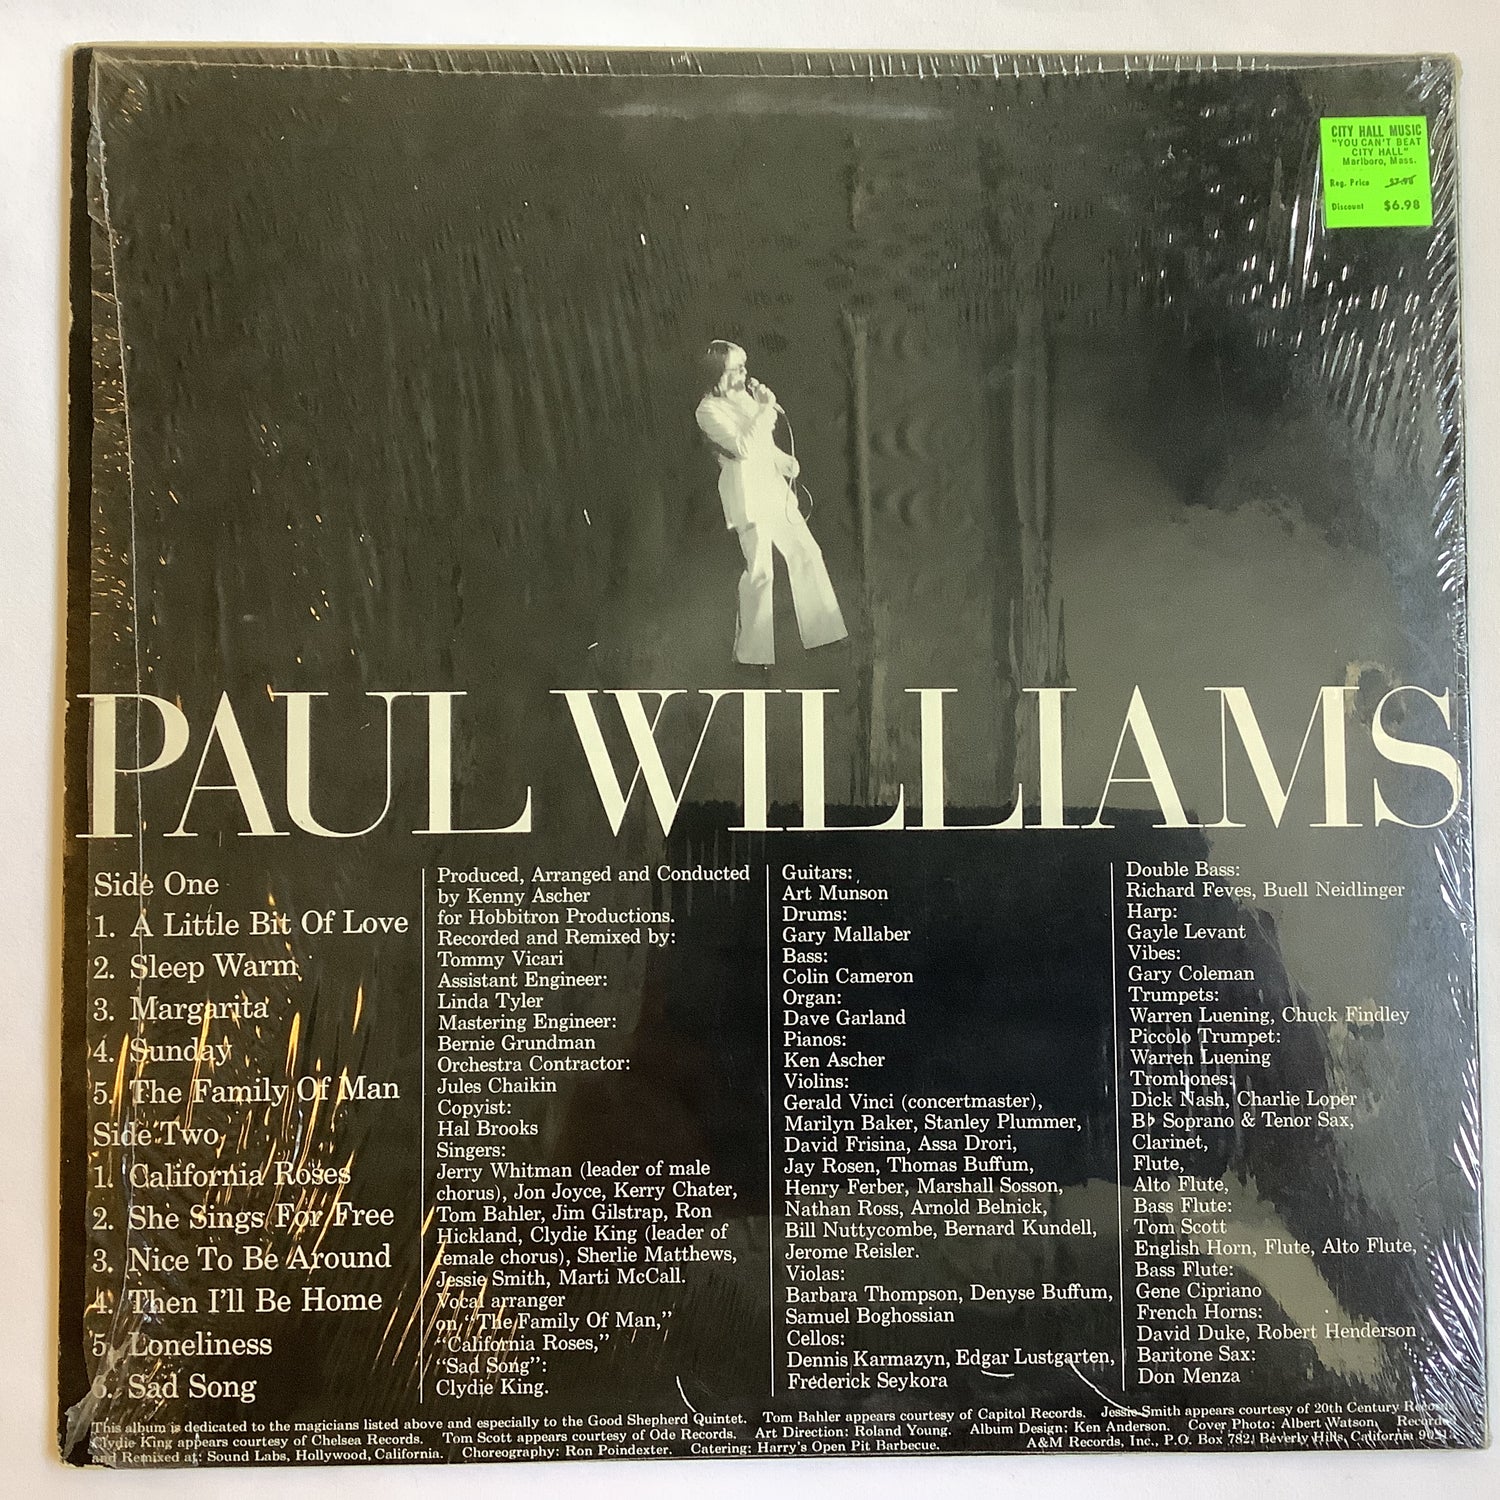 CITY HALL MUSIC
"YOU CAN'T BEAT
CITY HALL"
Marlboro, Mass.
Reg. Price $7.98
Discount $6.98
PAUL WILLIAMS
Side One
1. A Little Bit Of Love
2. Sleep Warm
3. Margarita
4. Sunday
5. The Family Of Man
Side Two
1. California Roses
2. She Sings For Free
3. Nice To Be Around
4. Then I'll Be Home
5. Loneliness
6. Sad Song
Produced, Arranged and Conducted
by Kenny Ascher
for Hobbitron Productions.
Recorded and Remixed by:
Tommy Vicari
Assistant Engineer:
Linda Tyler
Mastering Engineer:
Bernie Grundman
Orchestra Contractor:
Jules Chaikin
Copyist:
Hal Brooks
Singers:
Jerry Whitman (leader of male
chorus), Jon Joyce, Kerry Chater,
Tom Bahler, Jim Gilstrap, Ron
Hickland, Clydie King (leader of
female chorus), Sherlie Matthews,
Jessie Smith, Marti McCall.
Vocal arranger
on "The Family Of Man,"
"California Roses,"
"Sad Song":
Clydie King.
Guitars:
Art Munson
Drums:
Gary Mallaber
Bass:
Colin Cameron
Organ:
Dave Garland
Pianos:
Ken Ascher
Violins:
Gerald Vinci (concertmaster),
Marilyn Baker, Stanley Plummer,
David Frisina, Assa Drori,
Jay Rosen, Thomas Buffum,
Henry Ferber, Marshall Sosson,
Nathan Ross, Arnold Belnick,
Bill Nuttycombe, Bernard Kundell,
Jerome Reisler.
Violas:
Barbara Thompson, Denyse Buffum,
Samuel Boghossian
Cellos:
Dennis Karmazyn, Edgar Lustgarten,
Frederick Seykora
Double Bass:
Richard Feves, Buell Neidlinger
Harp:
Gayle Levant
Vibes:
Gary Coleman
Trumpets:
Warren Luening, Chuck Findley
Piccolo Trumpet:
Warren Luening
Trombones:
Dick Nash, Charlie Loper
B♭ Soprano & Tenor Sax,
Clarinet,
Flute,
Alto Flute,
Bass Flute:
Tom Scott
English Horn, Flute, Alto Flute,
Bass Flute:
Gene Cipriano
French Horns:
David Duke, Robert Henderson
Baritone Sax:
Don Menza
This album is dedicated to the magicians listed above and especially to the Good Shepherd Quintet. Tom Bahler appears courtesy of Capitol Records. Jessie Smith appears courtesy of 20th Century Records
Clydie King appears courtesy of Chelsea Records. Tom Scott appears courtesy of Ode Records. Art Direction: Roland Young. Album Design: Ken Anderson. Cover Photo: Albert Watson. Recorded
and Remixed at: Sound Labs, Hollywood, California. Choreography: Ron Poindexter. Catering: Harry's Open Pit Barbecue. A&M Records, Inc., P.O. Box 782, Beverly Hills, California